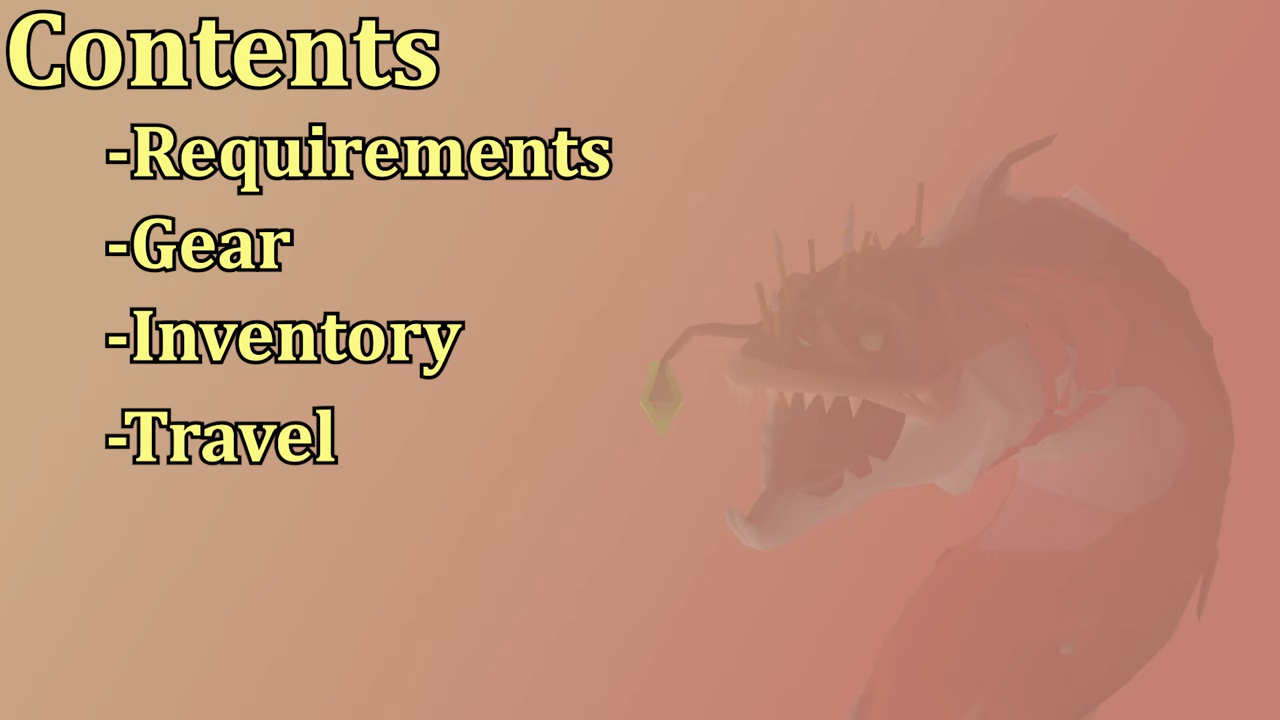 Contents
-Requirements
-Gear
-Inventory
-Travel